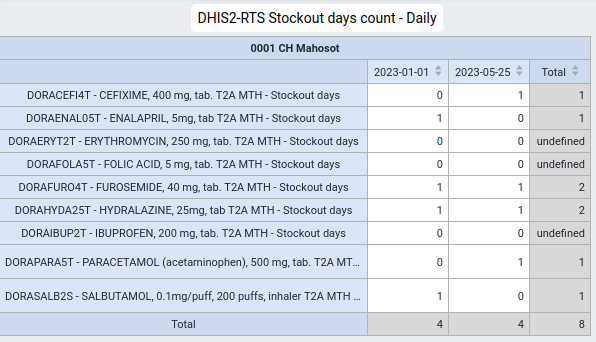 DHIS2-RTS Stockout days count - Daily
0001 CH Mahosot
2023-01-01 2023-05-25 Total
DORACEFI4T - CEFIXIME, 400 mg, tab. T2A MTH - Stockout days 0 1 1
DORAENAL05T - ENALAPRIL, 5mg, tab. T2A MTH - Stockout days 1 0 1
DORAERYT2T - ERYTHROMYCIN, 250 mg, tab. T2A MTH - Stockout days 0 0 undefined
DORAFOLA5T - FOLIC ACID, 5 mg, tab. T2A MTH - Stockout days 0 0 undefined
DORAFURO4T - FUROSEMIDE, 40 mg, tab. T2A MTH - Stockout days 1 1 2
DORAHYDA25T - HYDRALAZINE, 25mg, tab T2A MTH - Stockout days 1 1 2
DORAIBUP2T - IBUPROFEN, 200 mg, tab. T2A MTH - Stockout days 0 0 undefined
DORAPARA5T - PARACETAMOL (acetaminophen), 500 mg, tab. T2A MT... 0 1 1
DORASALB2S - SALBUTAMOL, 0.1mg/puff, 200 puffs, inhaler T2A MTH ... 1 0 1
Total 4 4 8